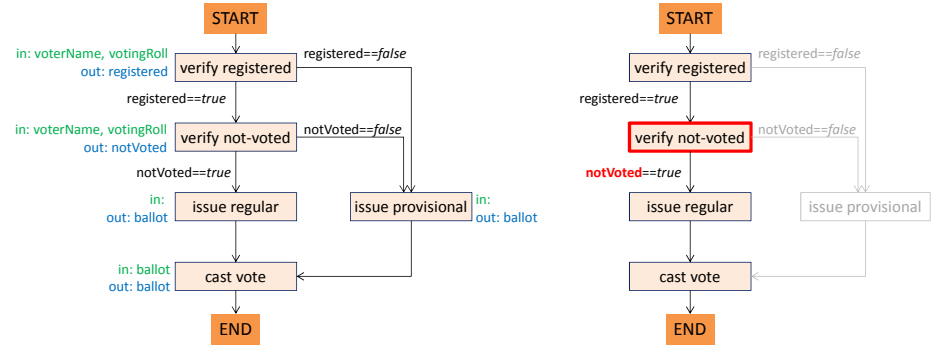 START
in: voterName, votingRoll
out: registered
verify registered
registered==false
registered==true
in: voterName, votingRoll
out: notVoted
verify not-voted
notVoted==false
notVoted==true
in:
out: ballot
issue regular
issue provisional
in:
out: ballot
in: ballot
out: ballot
cast vote
END
START
verify registered
registered==false
registered==true
verify not-voted
notVoted==false
notVoted==true
issue regular
issue provisional
cast vote
END